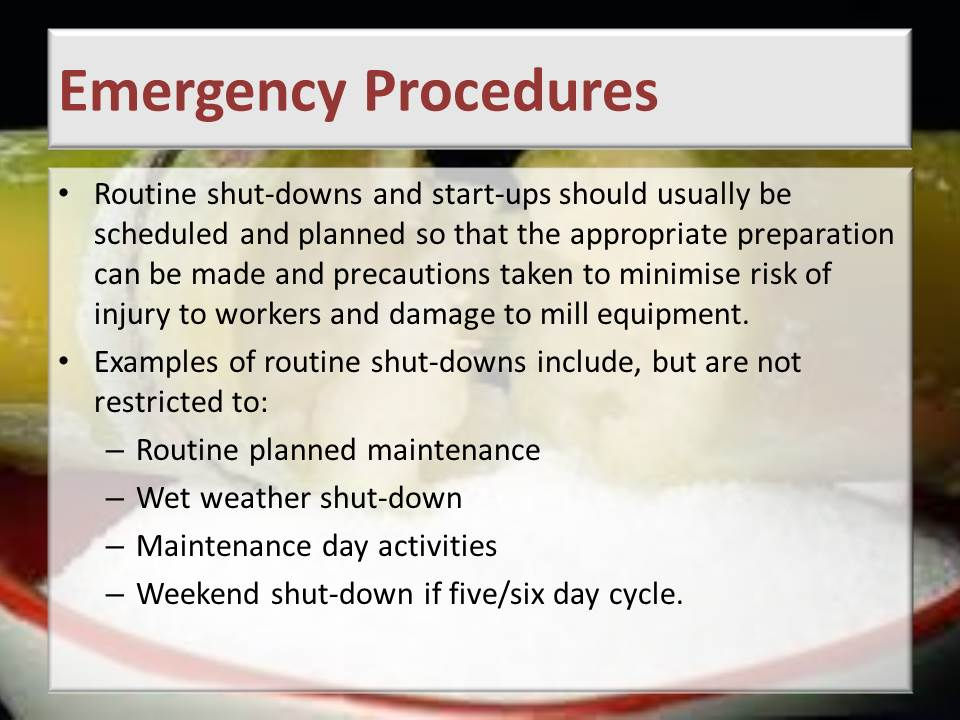 Emergency Procedures
• Routine shut-downs and start-ups should usually be
scheduled and planned so that the appropriate preparation
can be made and precautions taken to minimise risk of
injury to workers and damage to mill equipment.
• Examples of routine shut-downs include, but are not
restricted to:
– Routine planned maintenance
– Wet weather shut-down
– Maintenance day activities
– Weekend shut-down if five/six day cycle.